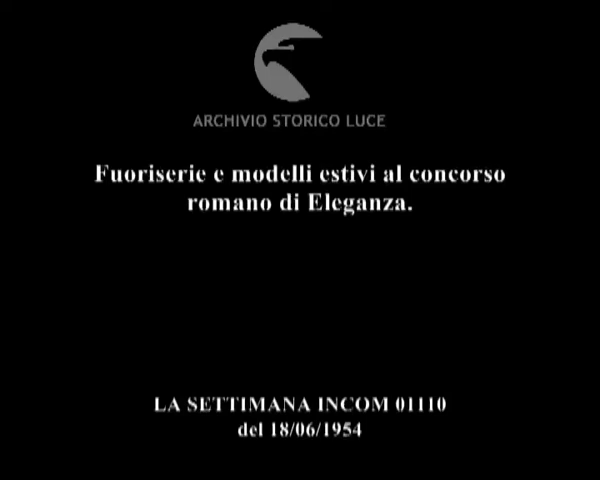 ARCHIVIO STORICO LUCE
Fuoriserie e modelli estivi al concorso
romano di Eleganza.
LA SETTIMANA INCOM 01110
del 18/06/1954